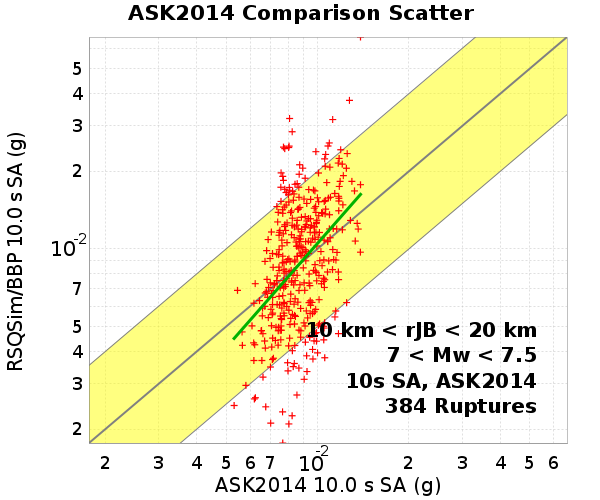 ASK2014 Comparison Scatter
5
4
3
2
10-2
7
5
4
3
2
RSQSim/BBP 10.0 s SA (g)
10 km < rJB < 20 km
7 < Mw < 7.5
10s SA, ASK2014
384 Ruptures
2 3 4 5 6 7 10-2 2 3 4 5 6
ASK2014 10.0 s SA (g)